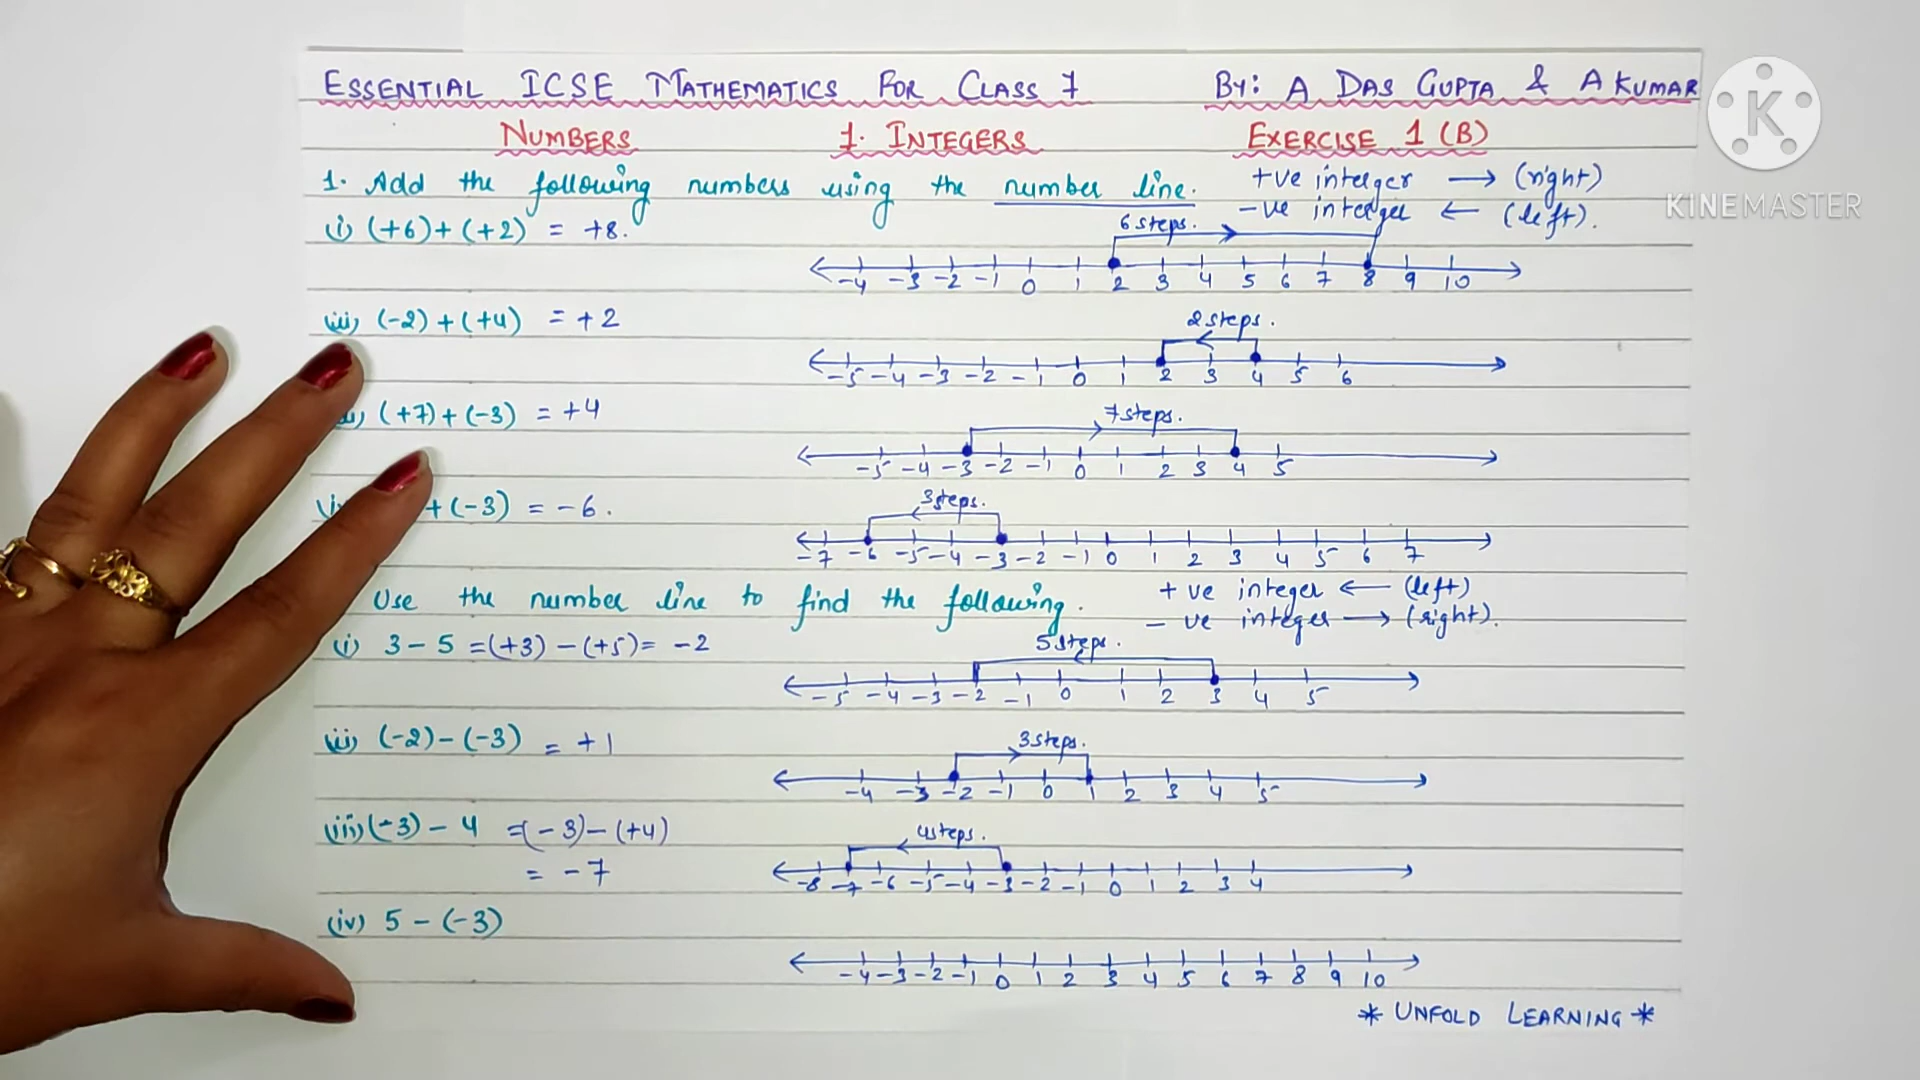 ESSENTIAL ICSE MATHEMATICS FOR CLASS 7 BY: A DAS GUPTA & A KUMAR
NUMBERS 1. INTEGERS EXERCISE 1 (B)
K
KINEMASTER
1. Add the following numbers using the number line. +ve interger → (right)
-ve interger ← (left).
(i) (+6)+(+2) = +8. 6 steps.
-4 -3 -2 -1 0 1 2 3 4 5 6 7 8 9 10
(ii) (-2)+(+4) = +2 2 steps.
-5 -4 -3 -2 -1 0 1 2 3 4 5 6
(+7)+(-3) = +4 7 steps.
-5 -4 -3 -2 -1 0 1 2 3 4 5
+(-3) = -6. 3 steps.
-7 -6 -5 -4 -3 -2 -1 0 1 2 3 4 5 6 7
Use the number line to find the following. +ve integer ← (left)
-ve integer → (right).
(i) 3-5 =(+3)-(+5)= -2 5 steps.
-5 -4 -3 -2 -1 0 1 2 3 4 5
(ii) (-2)-(-3) = +1 3 steps.
-4 -3 -2 -1 0 1 2 3 4 5
(iii) (-3)-4 =(-3)-(+4) 4 steps.
= -7
-8 -7 -6 -5 -4 -3 -2 -1 0 1 2 3 4
(iv) 5-(-3)
-4 -3 -2 -1 0 1 2 3 4 5 6 7 8 9 10
* UNFOLD LEARNING *